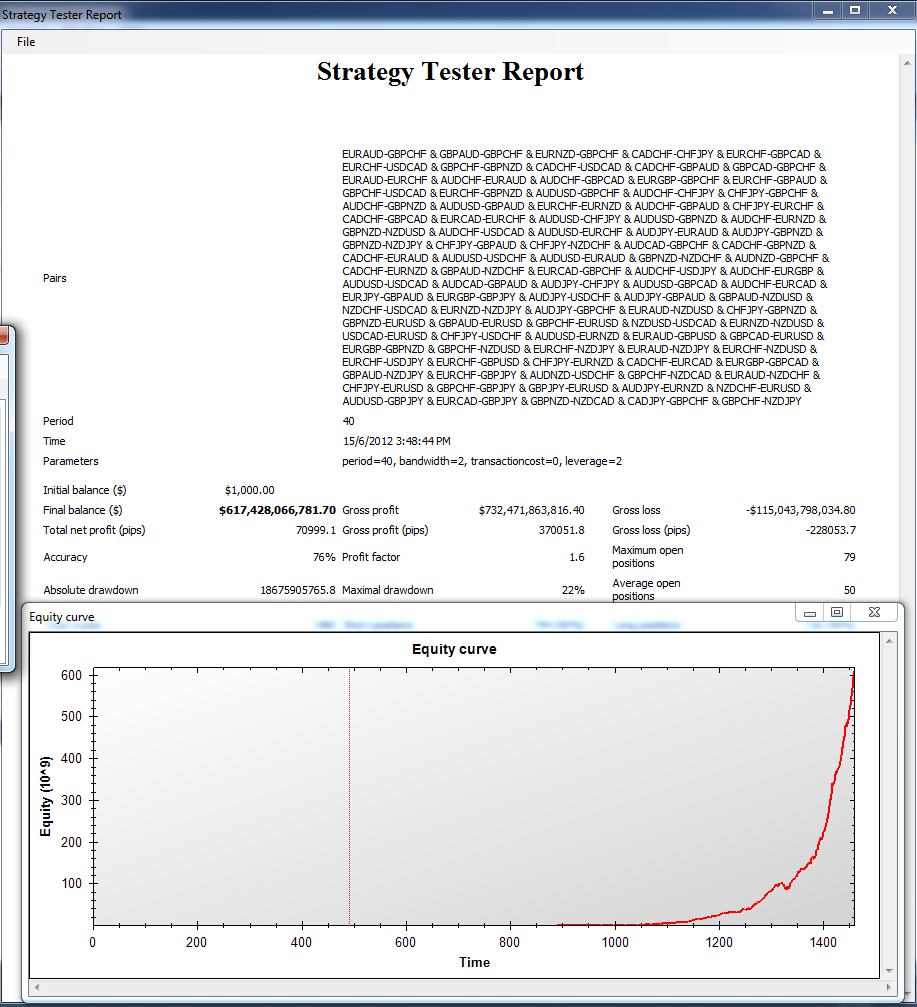 Strategy Tester Report
File
Strategy Tester Report
EURAUD-GBPCHF & GBPAUD-GBPCHF & EURNZD-GBPCHF & CADCHF-CHFJPY & EURCHF-GBPCAD &
EURCHF-USDCAD & GBPCHF-GBPNZD & CADCHF-USDCAD & CADCHF-GBPAUD & GBPCAD-GBPCHF &
EURAUD-EURCHF & AUDCHF-EURAUD & AUDCHF-GBPCAD & EURGBP-GBPCHF & EURCHF-GBPAUD &
GBPCHF-USDCAD & EURCHF-GBPNZD & AUDUSD-GBPCHF & AUDCHF-CHFJPY & CHFJPY-GBPCHF &
AUDCHF-GBPNZD & AUDUSD-GBPAUD & EURCHF-EURNZD & AUDCHF-GBPAUD & CHFJPY-EURCHF &
CADCHF-GBPCAD & EURCAD-EURCHF & AUDUSD-CHFJPY & AUDUSD-GBPNZD & AUDCHF-EURNZD &
GBPNZD-NZDUSD & AUDCHF-USDCAD & AUDUSD-EURCHF & AUDJPY-EURAUD & AUDJPY-GBPNZD &
GBPNZD-NZDJPY & CHFJPY-GBPAUD & CHFJPY-NZDCHF & AUDCAD-GBPCHF & CADCHF-GBPNZD &
CADCHF-EURAUD & AUDUSD-USDCHF & AUDUSD-EURAUD & GBPNZD-NZDCHF & AUDNZD-GBPCHF &
CADCHF-EURNZD & GBPAUD-NZDCHF & EURCAD-GBPCHF & AUDCHF-USDJPY & AUDCHF-EURGBP &
AUDUSD-USDCAD & AUDCAD-GBPAUD & AUDJPY-CHFJPY & AUDUSD-GBPCAD & AUDCHF-EURCAD &
EURJPY-GBPAUD & EURGBP-GBPJPY & AUDJPY-USDCHF & AUDJPY-GBPAUD & GBPAUD-NZDUSD &
Pairs
NZDCHF-USDCAD & EURNZD-NZDJPY & AUDJPY-GBPCHF & EURAUD-NZDUSD & CHFJPY-GBPNZD &
GBPNZD-EURUSD & GBPAUD-EURUSD & GBPCHF-EURUSD & NZDUSD-USDCAD & EURNZD-NZDUSD &
USDCAD-EURUSD & CHFJPY-USDCHF & AUDUSD-EURNZD & EURAUD-GBPUSD & GBPCAD-EURUSD &
EURGBP-GBPNZD & GBPCHF-NZDUSD & EURCHF-NZDJPY & EURAUD-NZDJPY & EURCHF-NZDUSD &
EURCHF-USDJPY & EURCHF-GBPUSD & CHFJPY-EURNZD & CADCHF-EURCAD & EURGBP-GBPCAD &
GBPAUD-NZDJPY & EURCHF-GBPJPY & AUDNZD-USDCHF & GBPCHF-NZDCAD & EURAUD-NZDCHF &
CHFJPY-EURUSD & GBPCHF-GBPJPY & GBPJPY-EURUSD & AUDJPY-EURNZD & NZDCHF-EURUSD &
AUDUSD-GBPJPY & EURCAD-GBPJPY & GBPNZD-NZDCAD & CADJPY-GBPCHF & GBPCHF-NZDJPY
Period 40
Time 15/6/2012 3:48:44 PM
Parameters period=40, bandwidth=2, transactioncost=0, leverage=2
Initial balance ($) $1,000.00
Final balance ($) $617,428,066,781.70 Gross profit $732,471,863,816.40 Gross loss -$115,043,798,034.80
Total net profit (pips) 70999.1 Gross profit (pips) 370051.8 Gross loss (pips) -228053.7
Accuracy 76% Profit factor 1.6 Maximum open positions 79
Absolute drawdown 18675905765.8 Maximal drawdown 22% Average open positions 50
Equity curve
Equity curve
Equity (10^9)
600
500
400
300
200
100
0 200 400 600 800 1000 1200 1400
Time